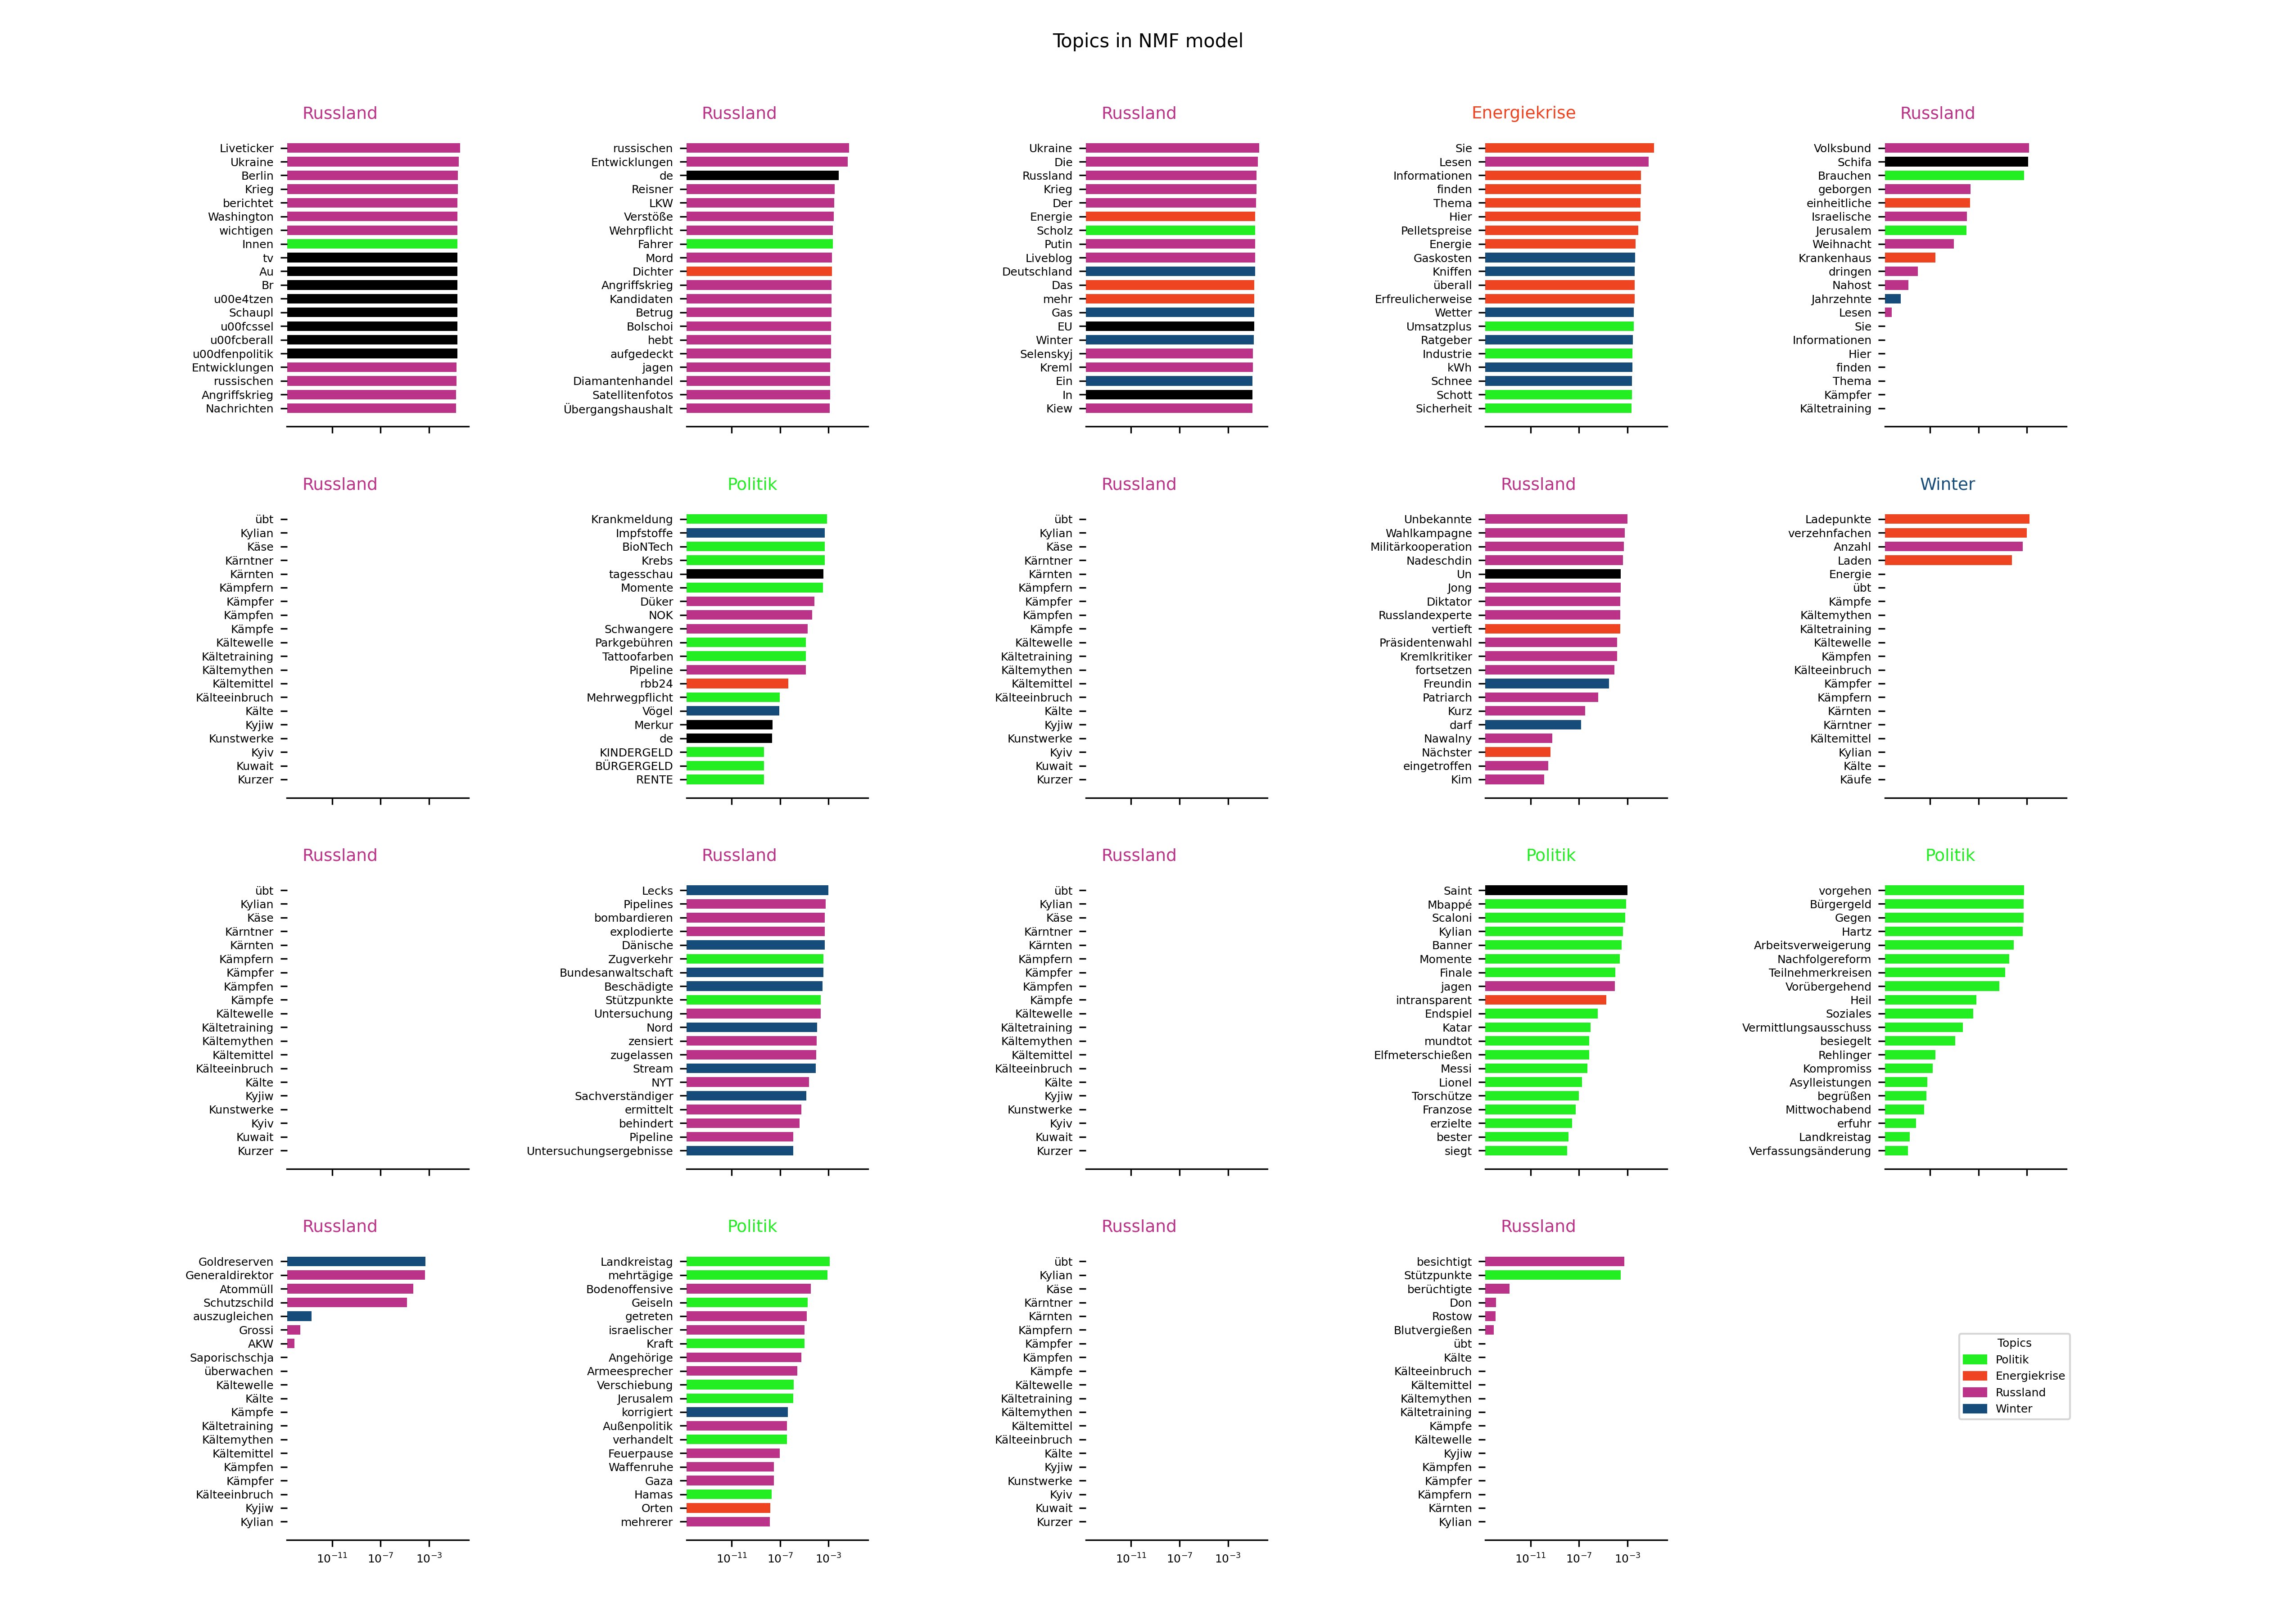 Topics in NMF model
Russland
Liveticker
Ukraine
Berlin
Krieg
berichtet
Washington
wichtigen
Innen
tv
Au
Br
u00e4tzen
Schaupl
u00fcssel
u00fcberall
u00dfenpolitik
Entwicklungen
russischen
Angriffskrieg
Nachrichten
Russland
russischen
Entwicklungen
de
Reisner
LKW
Verstöße
Wehrpflicht
Fahrer
Mord
Dichter
Angriffskrieg
Kandidaten
Betrug
Bolschoi
hebt
aufgedeckt
jagen
Diamantenhandel
Satellitenfotos
Übergangshaushalt
Russland
Ukraine
Die
Russland
Krieg
Der
Energie
Scholz
Putin
Liveblog
Deutschland
Das
mehr
Gas
EU
Winter
Selenskyj
Kreml
Ein
In
Kiew
Energiekrise
Sie
Lesen
Informationen
finden
Thema
Hier
Pelletspreise
Energie
Gaskosten
Kniffen
überall
Erfreulicherweise
Wetter
Umsatzplus
Ratgeber
Industrie
kWh
Schnee
Schott
Sicherheit
Russland
Volksbund
Schifa
Brauchen
geborgen
einheitliche
Israelische
Jerusalem
Weihnacht
Krankenhaus
dringen
Nahost
Jahrzehnte
Lesen
Sie
Informationen
Hier
finden
Thema
Kämpfer
Kältetraining
Russland
übt
Kylian
Käse
Kärntner
Kärnten
Kämpfern
Kämpfer
Kämpfen
Kämpfe
Kältewelle
Kältetraining
Kältemythen
Kältemittel
Kälteeinbruch
Kälte
Kyjiw
Kunstwerke
Kyiv
Kuwait
Kurzer
Politik
Krankmeldung
Impfstoffe
BioNTech
Krebs
tagesschau
Momente
Düker
NOK
Schwangere
Parkgebühren
Tattoofarben
Pipeline
rbb24
Mehrwegpflicht
Vögel
Merkur
de
KINDERGELD
BÜRGERGELD
RENTE
Russland
übt
Kylian
Käse
Kärntner
Kärnten
Kämpfern
Kämpfer
Kämpfen
Kämpfe
Kältewelle
Kältetraining
Kältemythen
Kältemittel
Kälteeinbruch
Kälte
Kyjiw
Kunstwerke
Kyiv
Kuwait
Kurzer
Russland
Unbekannte
Wahlkampagne
Militärkooperation
Nadeschdin
Un
Jong
Diktator
Russlandexperte
vertieft
Präsidentenwahl
Kremlkritiker
fortsetzen
Freundin
Patriarch
Kurz
darf
Nawalny
Nächster
eingetroffen
Kim
Winter
Ladepunkte
verzehnfachen
Anzahl
Laden
Energie
übt
Kämpfe
Kältemythen
Kältetraining
Kältewelle
Kämpfen
Kälteeinbruch
Kämpfer
Kämpfern
Kärnten
Kärntner
Kältemittel
Kylian
Kälte
Käufe
Russland
übt
Kylian
Käse
Kärntner
Kärnten
Kämpfern
Kämpfer
Kämpfen
Kämpfe
Kältewelle
Kältetraining
Kältemythen
Kältemittel
Kälteeinbruch
Kälte
Kyjiw
Kunstwerke
Kyiv
Kuwait
Kurzer
Russland
Lecks
Pipelines
bombardieren
explodierte
Dänische
Zugverkehr
Bundesanwaltschaft
Beschädigte
Stützpunkte
Untersuchung
Nord
zensiert
zugelassen
Stream
NYT
Sachverständiger
ermittelt
behindert
Pipeline
Untersuchungsergebnisse
Russland
übt
Kylian
Käse
Kärntner
Kärnten
Kämpfern
Kämpfer
Kämpfen
Kämpfe
Kältewelle
Kältetraining
Kältemythen
Kältemittel
Kälteeinbruch
Kälte
Kyjiw
Kunstwerke
Kyiv
Kuwait
Kurzer
Politik
Saint
Mbappé
Scaloni
Kylian
Banner
Momente
Finale
jagen
intransparent
Endspiel
Katar
mundtot
Elfmeterschießen
Messi
Lionel
Torschütze
Franzose
erzielte
bester
siegt
Politik
vorgehen
Bürgergeld
Gegen
Hartz
Arbeitsverweigerung
Nachfolgereform
Teilnehmerkreisen
Vorübergehend
Heil
Soziales
Vermittlungsausschuss
besiegelt
Rehlinger
Kompromiss
Asylleistungen
begrüßen
Mittwochabend
erfuhr
Landkreistag
Verfassungsänderung
Russland
Goldreserven
Generaldirektor
Atommüll
Schutzschild
auszugleichen
Grossi
AKW
Saporischschja
überwachen
Kältewelle
Kälte
Kämpfe
Kältetraining
Kältemythen
Kältemittel
Kämpfen
Kämpfer
Kälteeinbruch
Kyjiw
Kylian
10⁻¹¹ 10⁻⁷ 10⁻³
Politik
Landkreistag
mehrtägige
Bodenoffensive
Geiseln
getreten
israelischer
Kraft
Angehörige
Armeesprecher
Verschiebung
Jerusalem
korrigiert
Außenpolitik
verhandelt
Feuerpause
Waffenruhe
Gaza
Hamas
Orten
mehrerer
10⁻¹¹ 10⁻⁷ 10⁻³
Russland
übt
Kylian
Käse
Kärntner
Kärnten
Kämpfern
Kämpfer
Kämpfen
Kämpfe
Kältewelle
Kältetraining
Kältemythen
Kältemittel
Kälteeinbruch
Kälte
Kyjiw
Kunstwerke
Kyiv
Kuwait
Kurzer
10⁻¹¹ 10⁻⁷ 10⁻³
Russland
besichtigt
Stützpunkte
berüchtigte
Don
Rostow
Blutvergießen
übt
Kälte
Kälteeinbruch
Kältemittel
Kältemythen
Kältetraining
Kämpfe
Kältewelle
Kyjiw
Kämpfen
Kämpfer
Kämpfern
Kärnten
Kylian
10⁻¹¹ 10⁻⁷ 10⁻³
Topics
Politik
Energiekrise
Russland
Winter